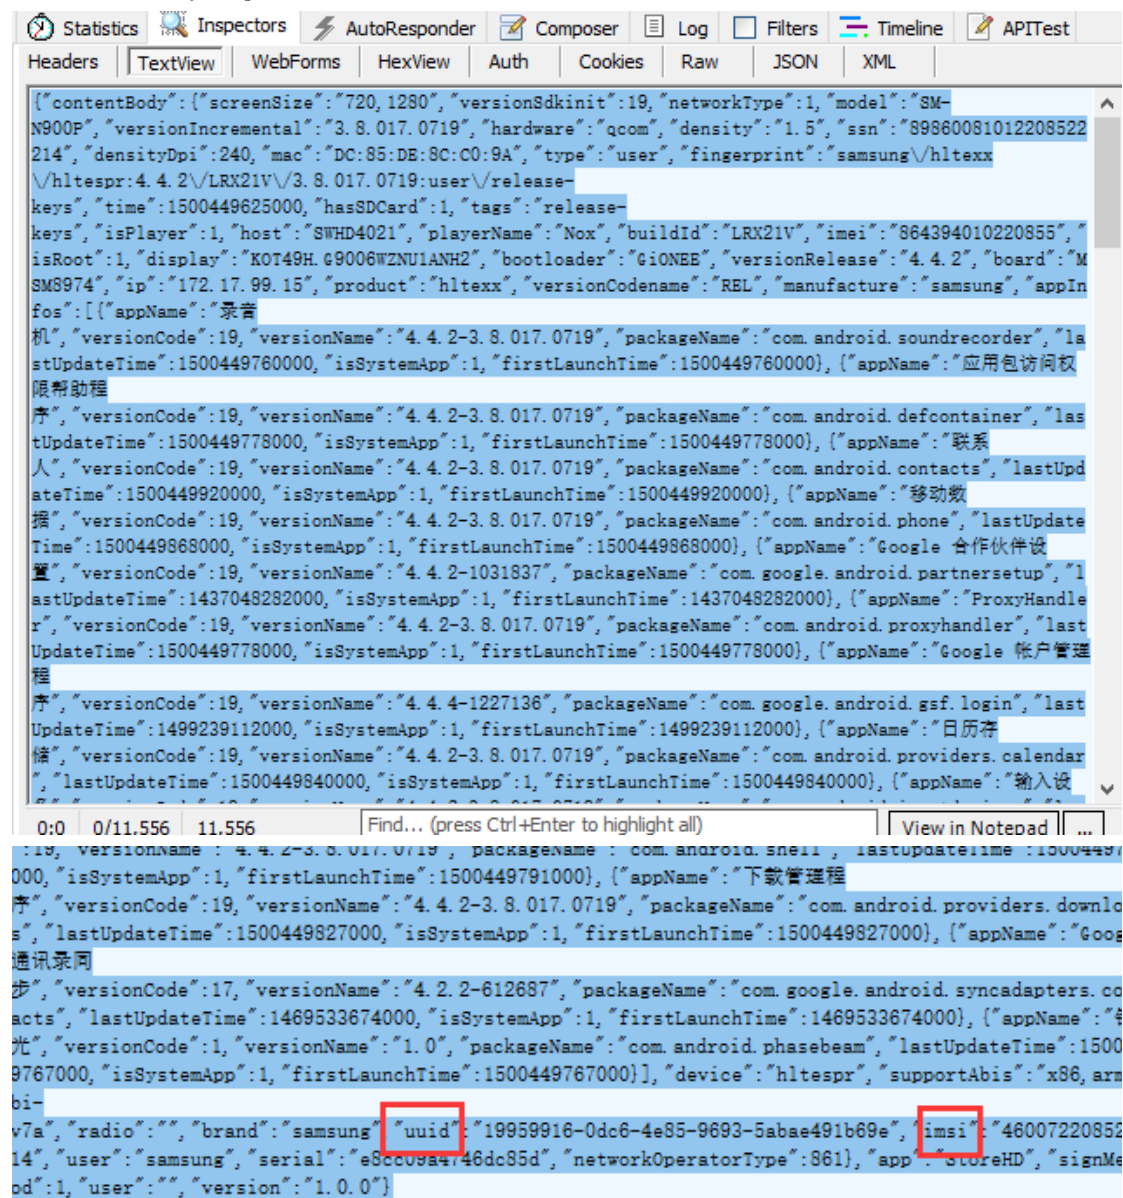 Statistics Inspectors AutoResponder Composer Log Filters Timeline APITest
Headers TextView WebForms HexView Auth Cookies Raw JSON XML
{"contentBody":{"screenSize":"720,1280","versionSdkinit":19,"networkType":1,"model":"SM-
N900P","versionIncremental":"3.8.017.0719","hardware":"qcom","density":"1.5","ssn":"89860081012208522
214","densityDpi":240,"mac":"DC:85:DE:8C:C0:9A","type":"user","fingerprint":"samsung\/hltexx
\/hltespr:4.4.2\/LRX21V\/3.8.017.0719:user\/release-
keys","time":1500449625000,"hasSDCard":1,"tags":"release-
keys","isPlayer":1,"host":"SWHD4021","playerName":"Nox","buildId":"LRX21V","imei":"864394010220855","
isRoot":1,"display":"KOT49H.G9006WZNU1ANH2","bootloader":"GiONEE","versionRelease":"4.4.2","board":"M
SM8974","ip":"172.17.99.15","product":"hltexx","versionCodename":"REL","manufacture":"samsung","appIn
fos":[{"appName":"录音
机","versionCode":19,"versionName":"4.4.2-3.8.017.0719","packageName":"com.android.soundrecorder","la
stUpdateTime":1500449760000,"isSystemApp":1,"firstLaunchTime":1500449760000},{"appName":"应用包访问权
限帮助程
序","versionCode":19,"versionName":"4.4.2-3.8.017.0719","packageName":"com.android.defcontainer","las
tUpdateTime":1500449778000,"isSystemApp":1,"firstLaunchTime":1500449778000},{"appName":"联系
人","versionCode":19,"versionName":"4.4.2-3.8.017.0719","packageName":"com.android.contacts","lastUpd
ateTime":1500449920000,"isSystemApp":1,"firstLaunchTime":1500449920000},{"appName":"移动数
据","versionCode":19,"versionName":"4.4.2-3.8.017.0719","packageName":"com.android.phone","lastUpdate
Time":1500449868000,"isSystemApp":1,"firstLaunchTime":1500449868000},{"appName":"Google 合作伙伴设
置","versionCode":19,"versionName":"4.4.2-1031837","packageName":"com.google.android.partnersetup","l
astUpdateTime":1437048282000,"isSystemApp":1,"firstLaunchTime":1437048282000},{"appName":"ProxyHandle
r","versionCode":19,"versionName":"4.4.2-3.8.017.0719","packageName":"com.android.proxyhandler","last
UpdateTime":1500449778000,"isSystemApp":1,"firstLaunchTime":1500449778000},{"appName":"Google 帐户管理
程
序","versionCode":19,"versionName":"4.4.4-1227136","packageName":"com.google.android.gsf.login","last
UpdateTime":1499239112000,"isSystemApp":1,"firstLaunchTime":1499239112000},{"appName":"日历存
储","versionCode":19,"versionName":"4.4.2-3.8.017.0719","packageName":"com.android.providers.calendar
","lastUpdateTime":1500449840000,"isSystemApp":1,"firstLaunchTime":1500449840000},{"appName":"输入设
0:0 0/11,556 11,556 Find... (press Ctrl+Enter to highlight all) View in Notepad ...
:19,"versionName":"4.4.2-3.8.017.0719","packageName":"com.android.shell","lastUpdateTime":15004497
000,"isSystemApp":1,"firstLaunchTime":1500449791000},{"appName":"下载管理程
序","versionCode":19,"versionName":"4.4.2-3.8.017.0719","packageName":"com.android.providers.downlo
s","lastUpdateTime":1500449827000,"isSystemApp":1,"firstLaunchTime":1500449827000},{"appName":"Goog
通讯录同
步","versionCode":17,"versionName":"4.2.2-612687","packageName":"com.google.android.syncadapters.co
acts","lastUpdateTime":1469533674000,"isSystemApp":1,"firstLaunchTime":1469533674000},{"appName":"
光","versionCode":1,"versionName":"1.0","packageName":"com.android.phasebeam","lastUpdateTime":1500
9767000,"isSystemApp":1,"firstLaunchTime":1500449767000}],"device":"hltespr","supportAbis":"x86,arm
bi-
v7a","radio":"","brand":"samsung","uuid":"19959916-0dc6-4e85-9693-5abae491b69e","imsi":"46007220852
14","user":"samsung","serial":"e8cc09a4746dc85d","networkOperatorType":861},"app":"StoreHD","signMe
od":1,"user":"","version":"1.0.0"}